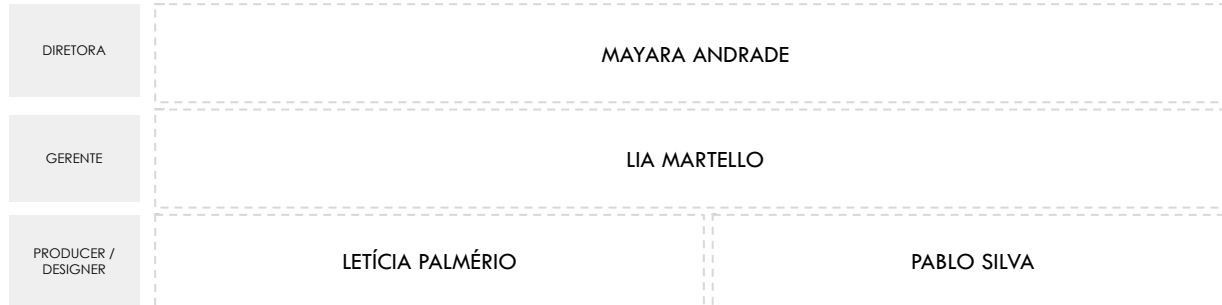 DIRETORA
MAYARA ANDRADE
GERENTE
LIA MARTELLO
PRODUCER /
DESIGNER
LETÍCIA PALMÉRIO
PABLO SILVA